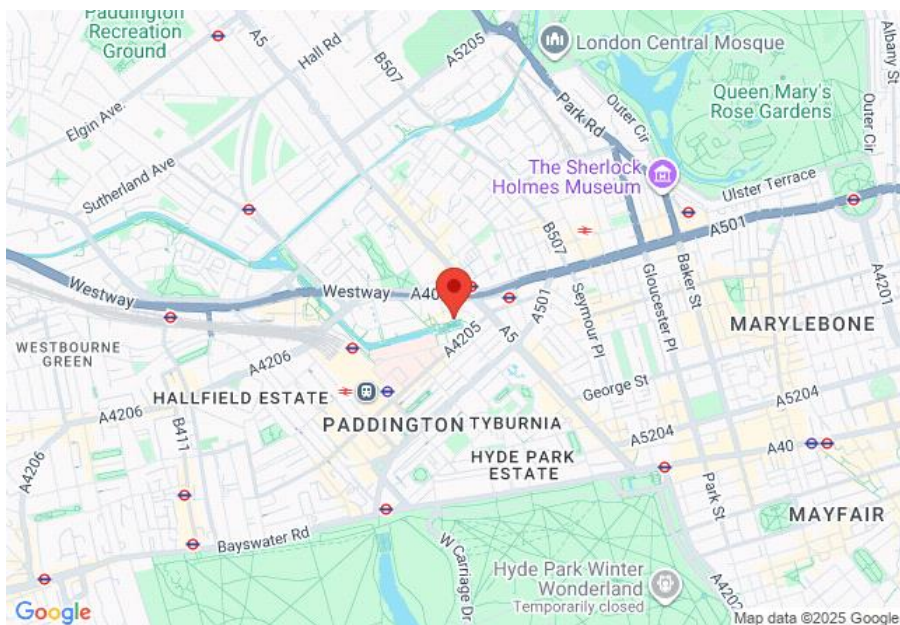 Paddington
Recreation
Ground
A5
Hall Rd
B507
A5205
London Central Mosque
Albany St
Queen Mary's
Rose Gardens
Outer Cir
Outer Cir
Park Rd
Elgin Ave.
Sutherland Ave
The Sherlock
Holmes Museum
Ulster Terrace
B507
A501
Westway
Westway
A40
A501
Seymour Pl
Gloucester Pl
Baker St
A4201
MARYLEBONE
A5
A4205
WESTBOURNE
GREEN
A4206
HALLFIELD ESTATE
George St
A5204
A4206
B411
PADDINGTON
TYBURNIA
A5204
A40
HYDE PARK
ESTATE
A4206
Park St
MAYFAIR
Bayswater Rd
W Carriage Dr
Hyde Park Winter
Wonderland
Temporarily closed
A4202
Google
Map data ©2025 Google